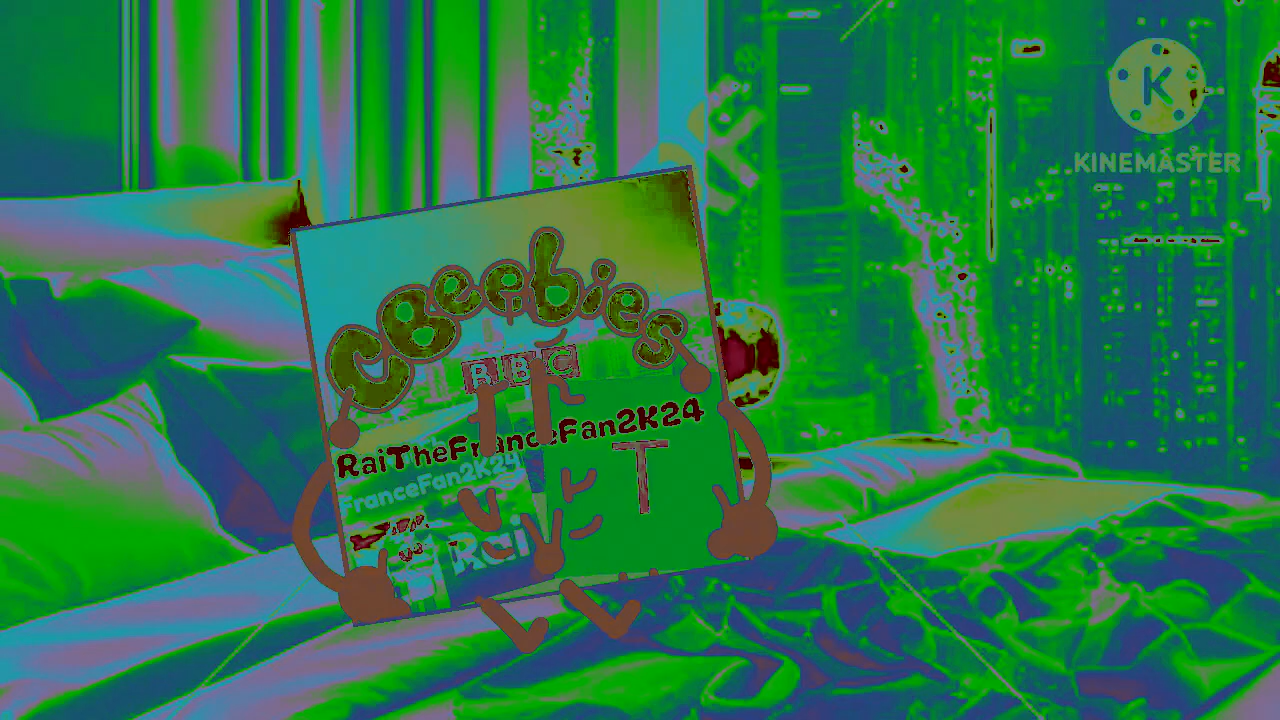 K
KINEMASTER
CBeebies
BBC
RaiTheFranceFan2K24
FranceFan2K24
T
Rai